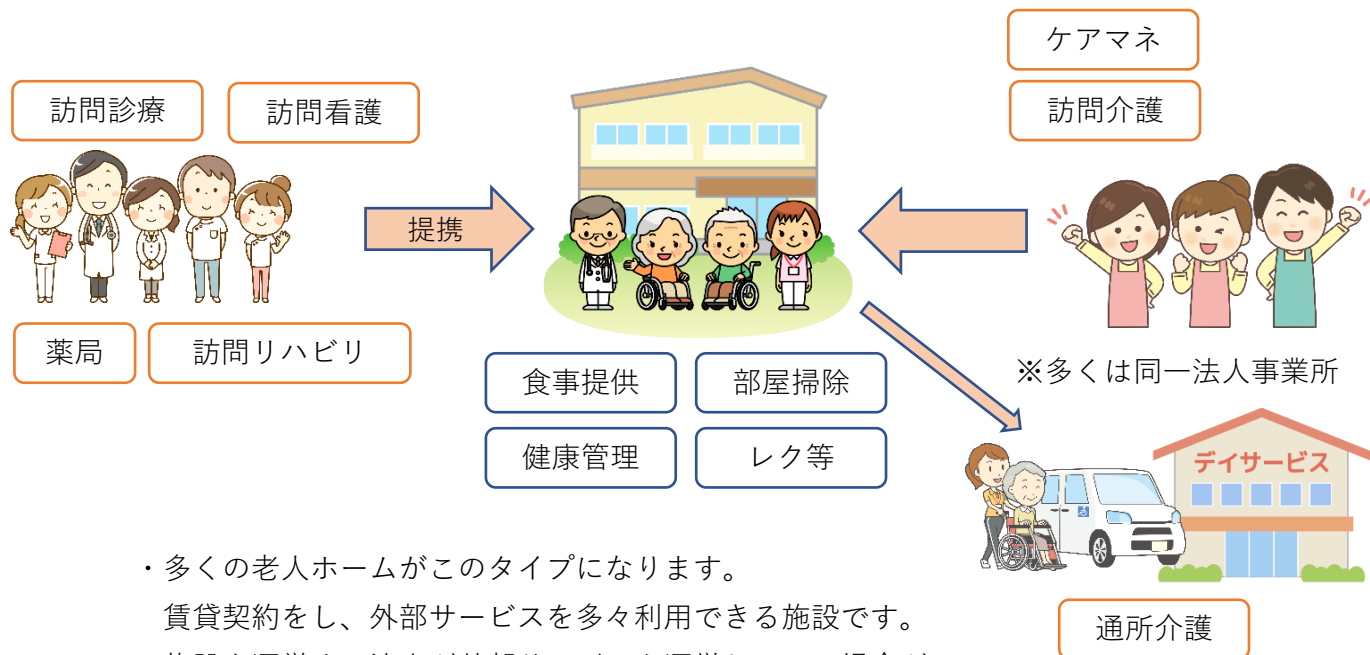 ケアマネ
訪問診療
訪問看護
訪問介護
提携
薬局
訪問リハビリ
食事提供
部屋掃除
※多くは同一法人事業所
健康管理
レク等
デイサービス
・多くの老人ホームがこのタイプになります。
賃貸契約をし、外部サービスを多々利用できる施設です。
通所介護